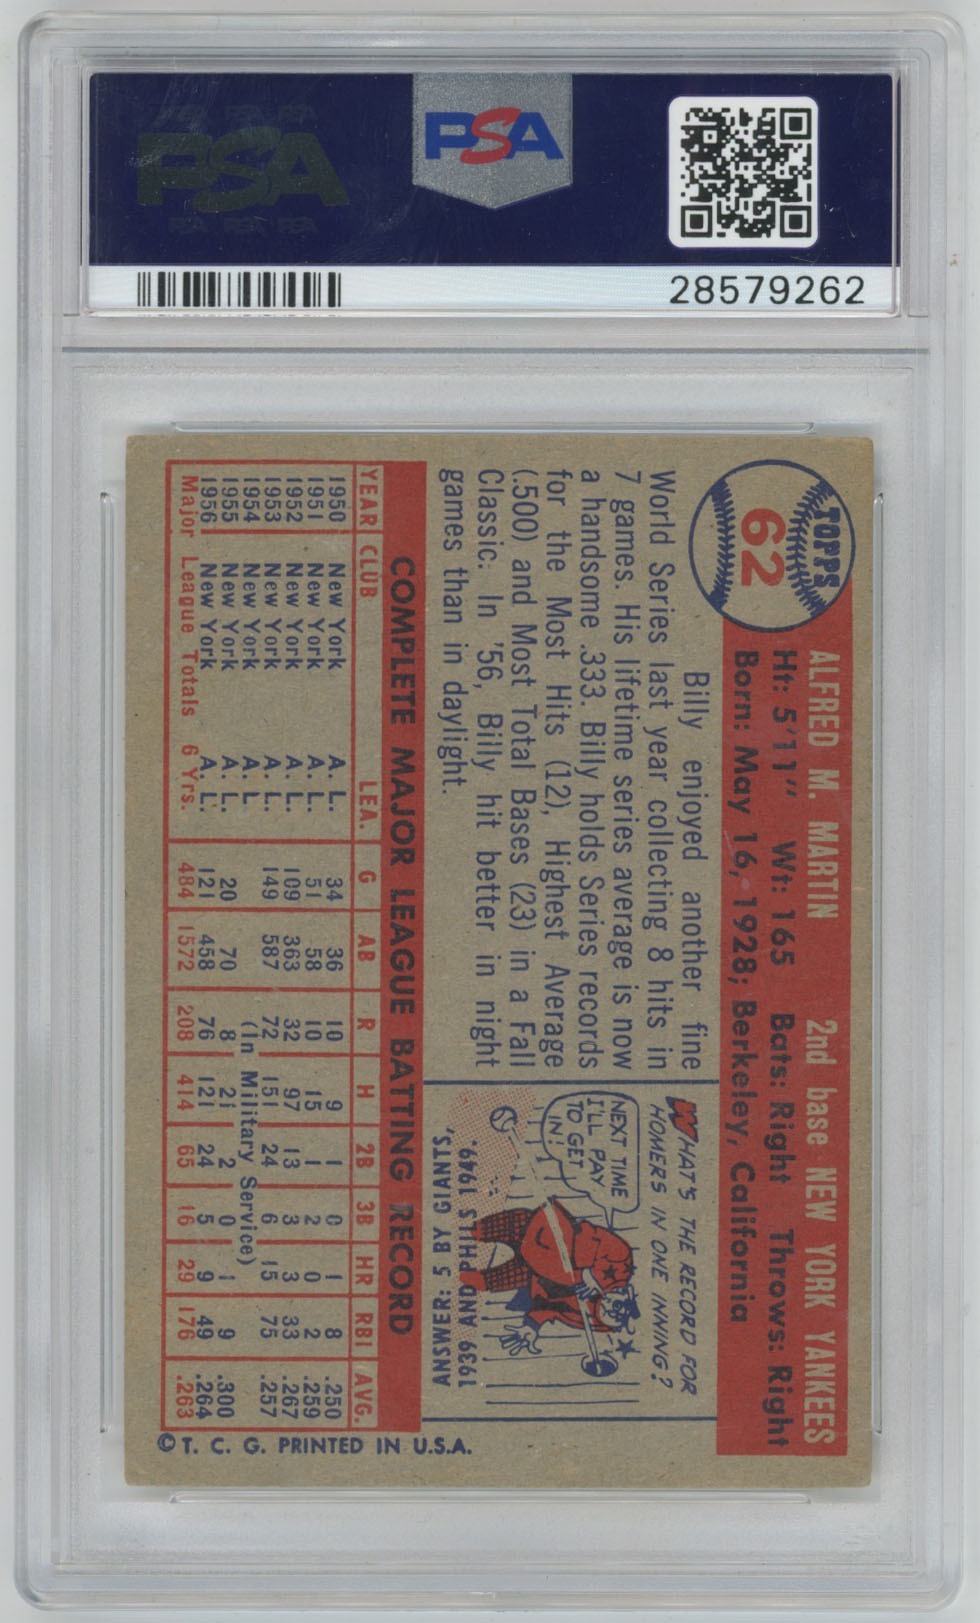 PSA
PSA
28579262
TOPPS
62
ALFRED M. MARTIN 2nd base NEW YORK YANKEES
Ht: 5'11" Wt: 165 Bats: Right Throws: Right
Born: May 16, 1928; Berkeley, California
Billy enjoyed another fine
World Series last year collecting 8 hits in
7 games. His lifetime series average is now
a handsome .333. Billy holds Series records
for the Most Hits (12), Highest Average
(.500) and Most Total Bases (23) in a Fall
Classic. In '56, Billy hit better in night
games than in daylight.
WHAT'S THE RECORD FOR
HOMERS IN ONE INNING?
NEXT TIME
I'LL PAY
TO GET
IN!
ANSWER: 5 BY GIANTS,
1939 AND PHILS 1949.
COMPLETE MAJOR LEAGUE BATTING RECORD
YEAR CLUB LEA. G AB R H 2B 3B HR RBI AVG.
1950 New York A. L. 34 36 10 9 1 0 1 8 .250
1951 New York A. L. 51 58 10 15 1 2 0 2 .259
1952 New York A. L. 109 363 32 97 13 3 3 33 .267
1953 New York A. L. 149 587 72 151 24 6 15 75 .257
1954 New York A. L. (In Military Service)
1955 New York A. L. 20 70 8 21 2 0 1 9 .300
1956 New York A. L. 121 458 76 121 24 5 9 49 .264
Major League Totals 6 Yrs. 484 1572 208 414 65 16 29 176 .263
© T. C. G. PRINTED IN U.S.A.